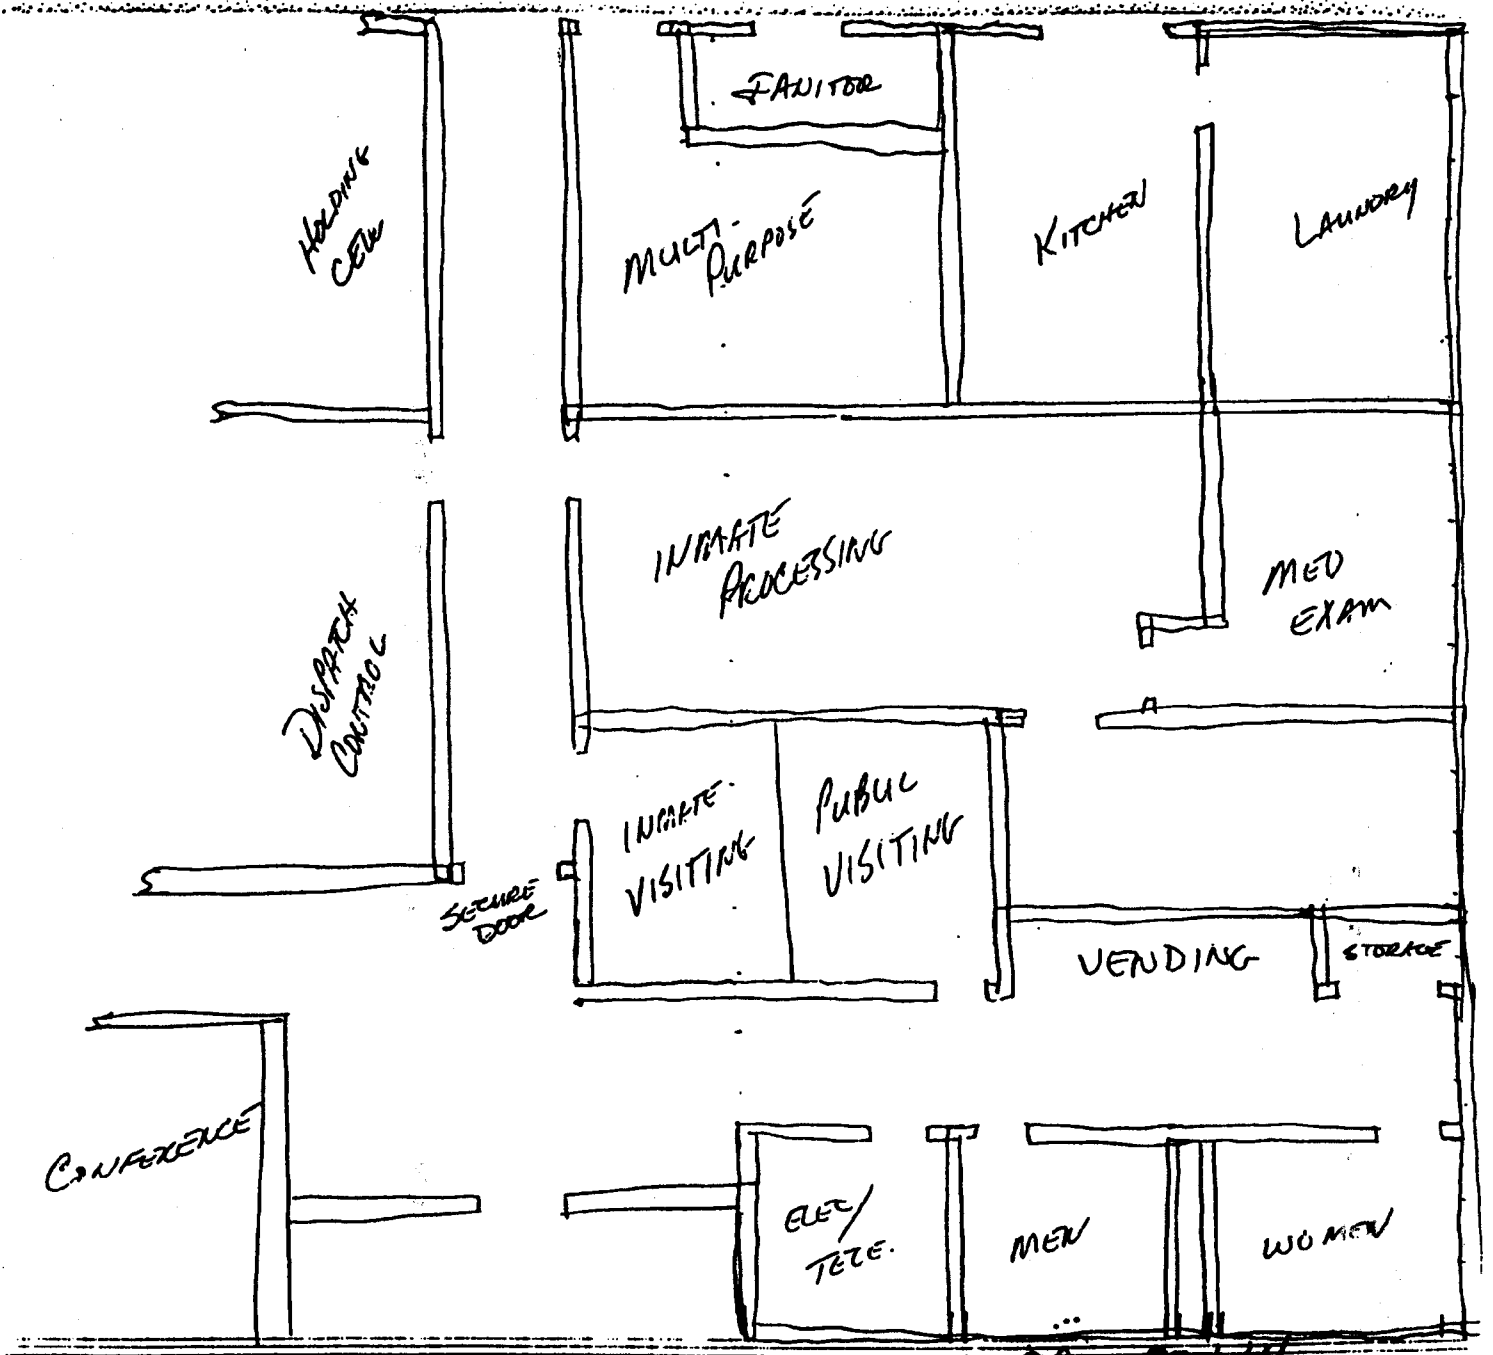 JANITOR
HOLDING
CELL
MULTI-
PURPOSE
KITCHEN
LAUNDRY
INMATE
PROCESSING
MED
EXAM
DISPATCH
CONTROL
INMATE
VISITING
PUBLIC
VISITING
SECURE
DOOR
VENDING
STORAGE
CONFERENCE
ELEC/
TELE.
MEN
WOMEN